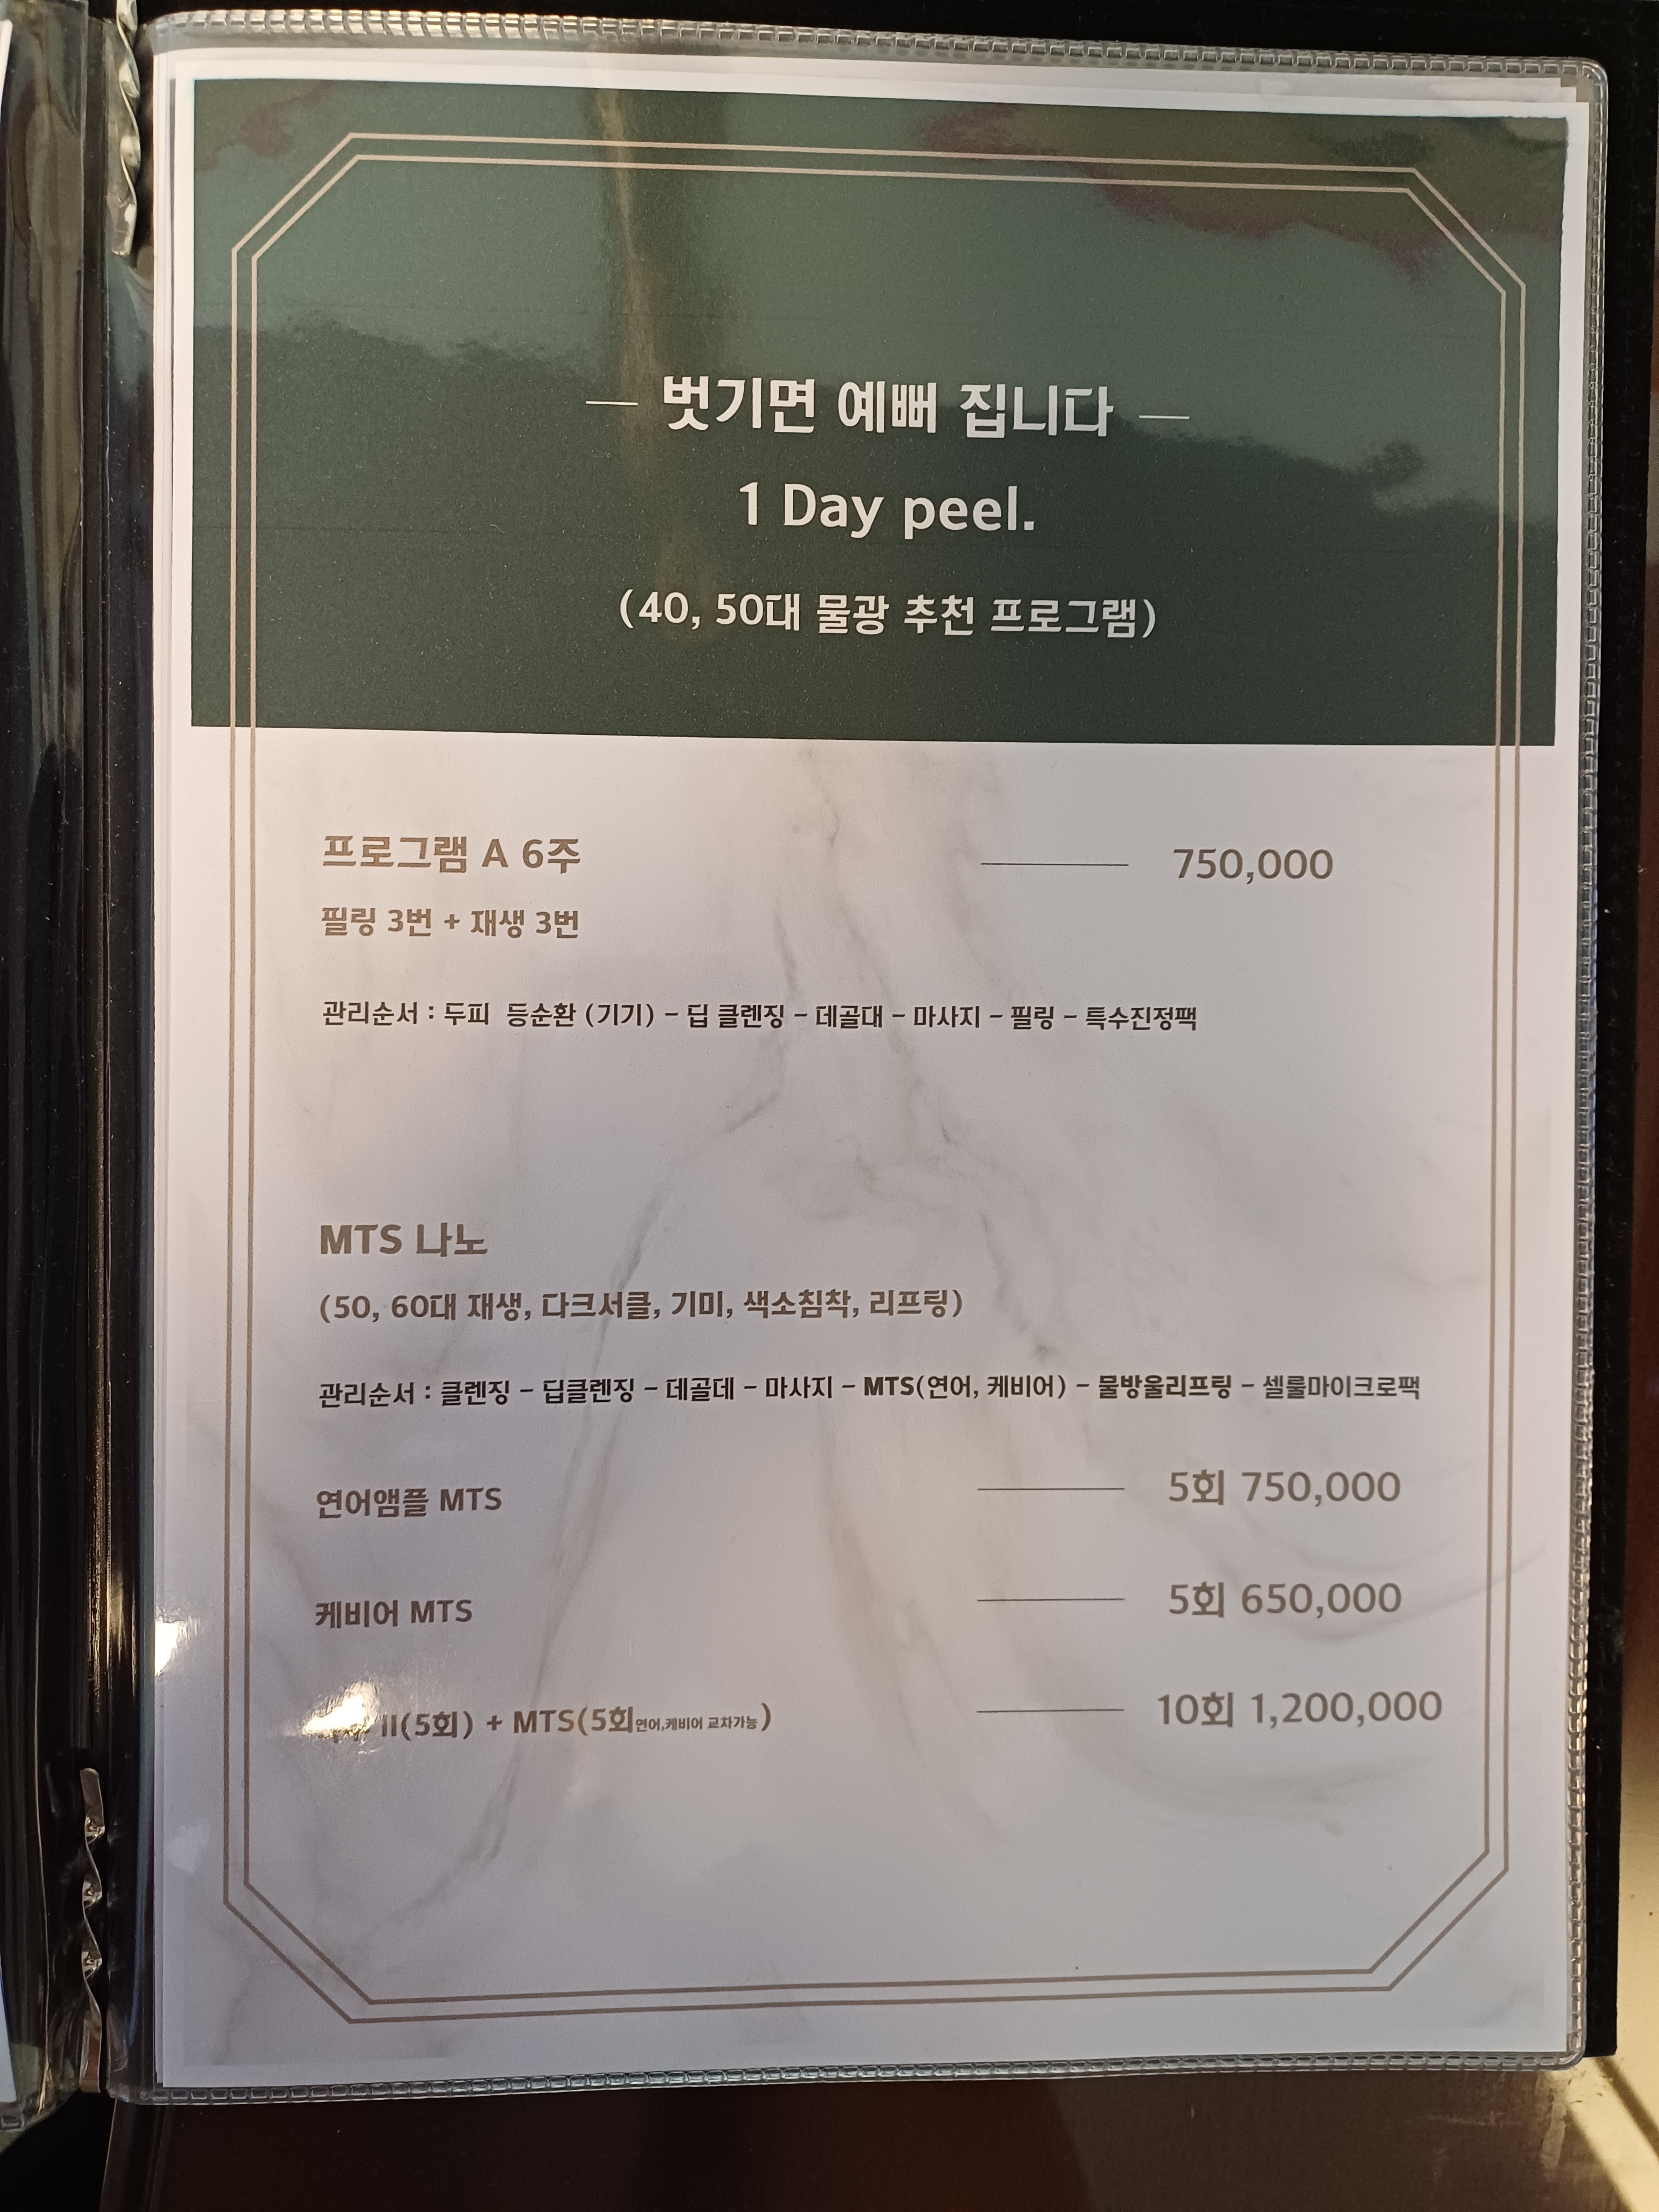 벗기면 예뻐 집니다
1 Day peel.
(40, 50대 물광 추천 프로그램)
프로그램 A 6주 750,000
필링 3번 + 재생 3번
관리순서 : 두피 등순환 (기기) - 딥 클렌징 - 데골대 - 마사지 - 필링 - 특수진정팩
MTS 나노
(50, 60대 재생, 다크서클, 기미, 색소침착, 리프팅)
관리순서 : 클렌징 - 딥클렌징 - 데골데 - 마사지 - MTS(연어, 케비어) - 물방울리프팅 - 셀룰마이크로팩
연어앰플 MTS 5회 750,000
케비어 MTS 5회 650,000
II(5회) + MTS(5회연어,케비어 교차가능) 10회 1,200,000